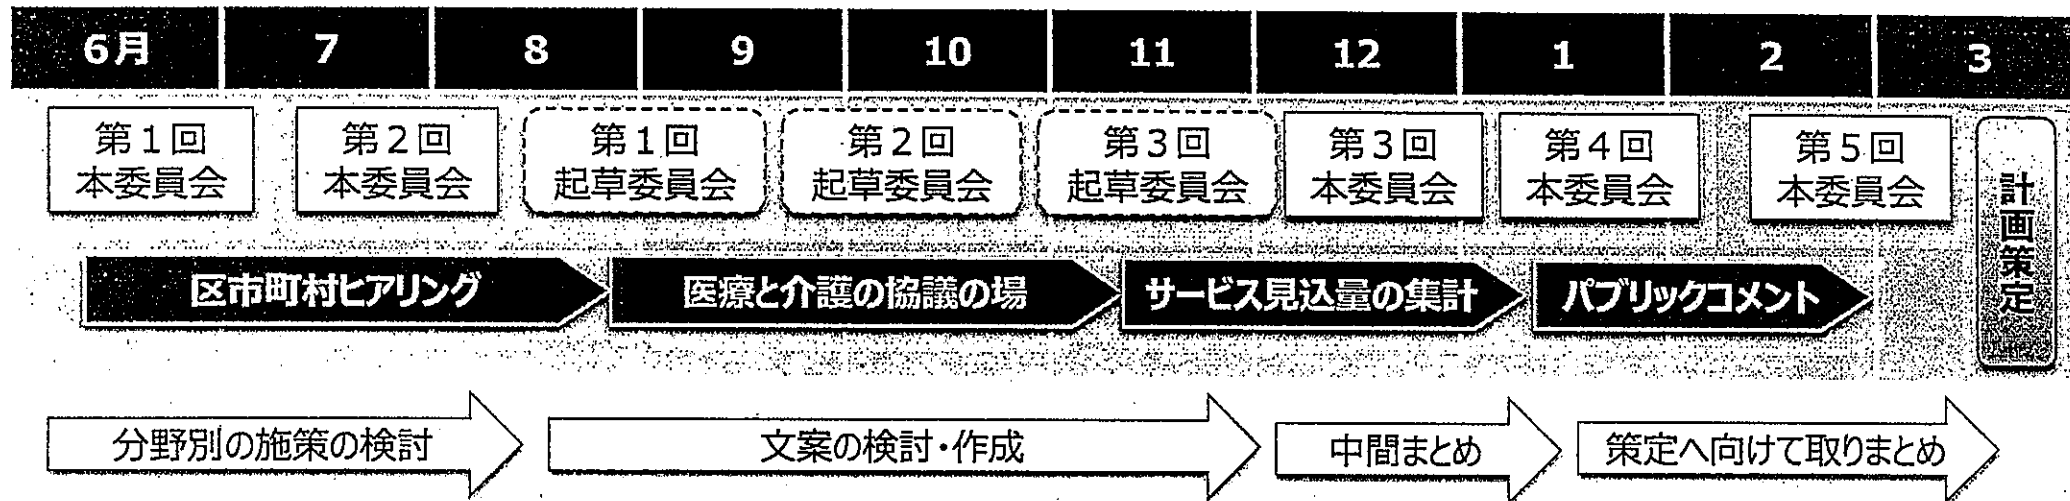 6月 7 8 9 10 11 12 1 2 3
第1回
本委員会
第2回
本委員会
第1回
起草委員会
第2回
起草委員会
第3回
起草委員会
第3回
本委員会
第4回
本委員会
第5回
本委員会
計画策定
区市町村ヒアリング
医療と介護の協議の場
サービス見込量の集計
パブリックコメント
分野別の施策の検討
文案の検討・作成
中間まとめ
策定へ向けて取りまとめ